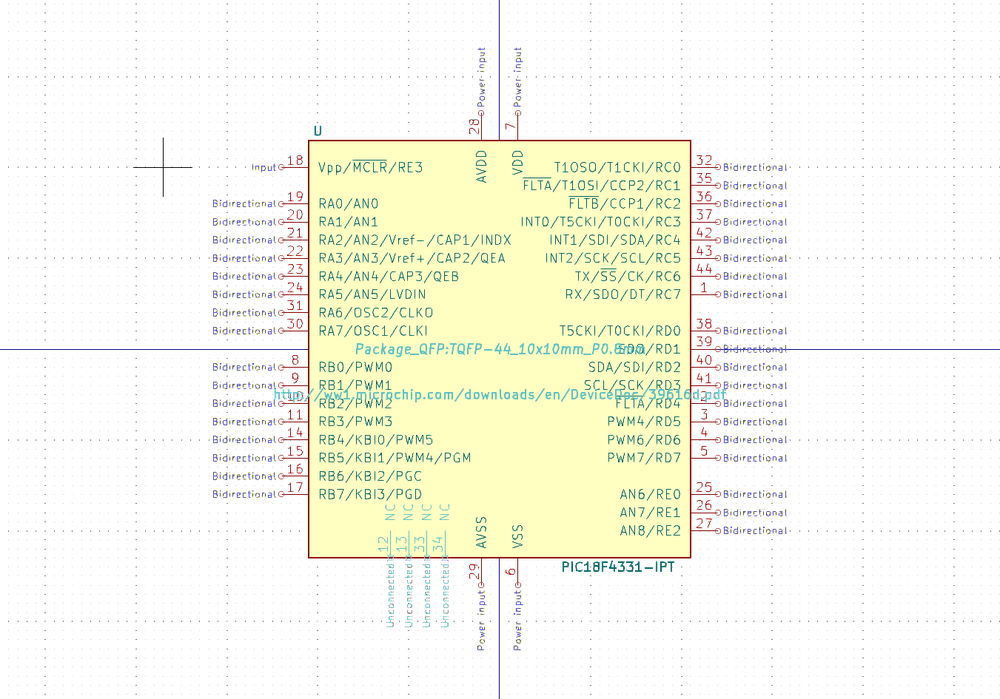 Power input
Power input
28
7
U
AVDD
VDD
Input 18 Vpp/MCLR/RE3
T1OSO/T1CKI/RC0 32 Bidirectional
FLTA/T1OSI/CCP2/RC1 35 Bidirectional
Bidirectional 19 RA0/AN0
FLTB/CCP1/RC2 36 Bidirectional
Bidirectional 20 RA1/AN1
INT0/T5CKI/T0CKI/RC3 37 Bidirectional
Bidirectional 21 RA2/AN2/Vref-/CAP1/INDX
INT1/SDI/SDA/RC4 42 Bidirectional
Bidirectional 22 RA3/AN3/Vref+/CAP2/QEA
INT2/SCK/SCL/RC5 43 Bidirectional
Bidirectional 23 RA4/AN4/CAP3/QEB
TX/SS/CK/RC6 44 Bidirectional
Bidirectional 24 RA5/AN5/LVDIN
RX/SDO/DT/RC7 1 Bidirectional
Bidirectional 31 RA6/OSC2/CLKO
Bidirectional 30 RA7/OSC1/CLKI
T5CKI/T0CKI/RD0 38 Bidirectional
Package_QFP:TQFP-44_10x10mm_P0.8mm
SDO/RD1 39 Bidirectional
Bidirectional 8 RB0/PWM0
SDA/SDI/RD2 40 Bidirectional
Bidirectional 9 RB1/PWM1
SCL/SCK/RD3 41 Bidirectional
http://ww1.microchip.com/downloads/en/DeviceDoc/39616d.pdf
Bidirectional 10 RB2/PWM2
FLTA/RD4 2 Bidirectional
Bidirectional 11 RB3/PWM3
PWM4/RD5 3 Bidirectional
Bidirectional 14 RB4/KBI0/PWM5
PWM6/RD6 4 Bidirectional
Bidirectional 15 RB5/KBI1/PWM4/PGM
PWM7/RD7 5 Bidirectional
Bidirectional 16 RB6/KBI2/PGC
Bidirectional 17 RB7/KBI3/PGD
AN6/RE0 25 Bidirectional
AN7/RE1 26 Bidirectional
AN8/RE2 27 Bidirectional
NC NC NC NC
12 13 33 34
AVSS
VSS
Unconnected
Unconnected
Unconnected
Unconnected
PIC18F4331-IPT
29
6
Power input
Power input